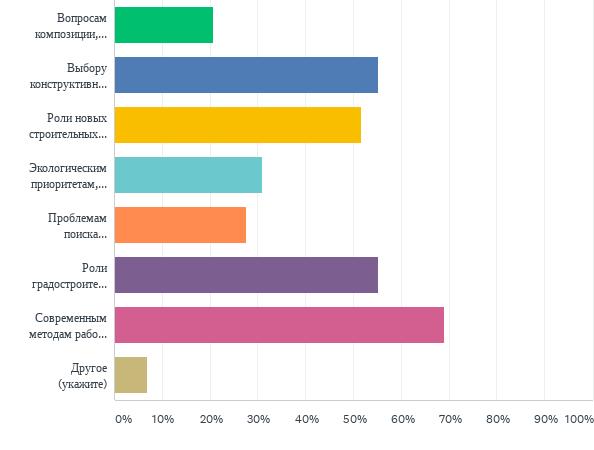 Вопросам
композиции,...
Выбору
конструктивн...
Роли новых
строительных...
Экологическим
приоритетам,...
Проблемам
поиска...
Роли
градостроите...
Современным
методам рабо...
Другое
(укажите)
0% 10% 20% 30% 40% 50% 60% 70% 80% 90% 100%